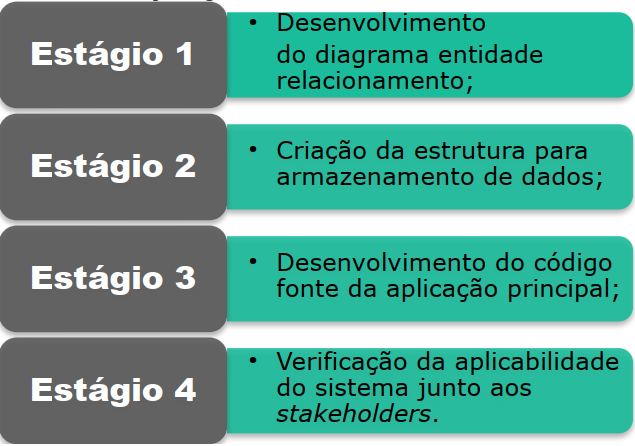 Estágio 1
• Desenvolvimento
do diagrama entidade
relacionamento;
Estágio 2
• Criação da estrutura para
armazenamento de dados;
Estágio 3
• Desenvolvimento do código
fonte da aplicação principal;
Estágio 4
• Verificação da aplicabilidade
do sistema junto aos
stakeholders.